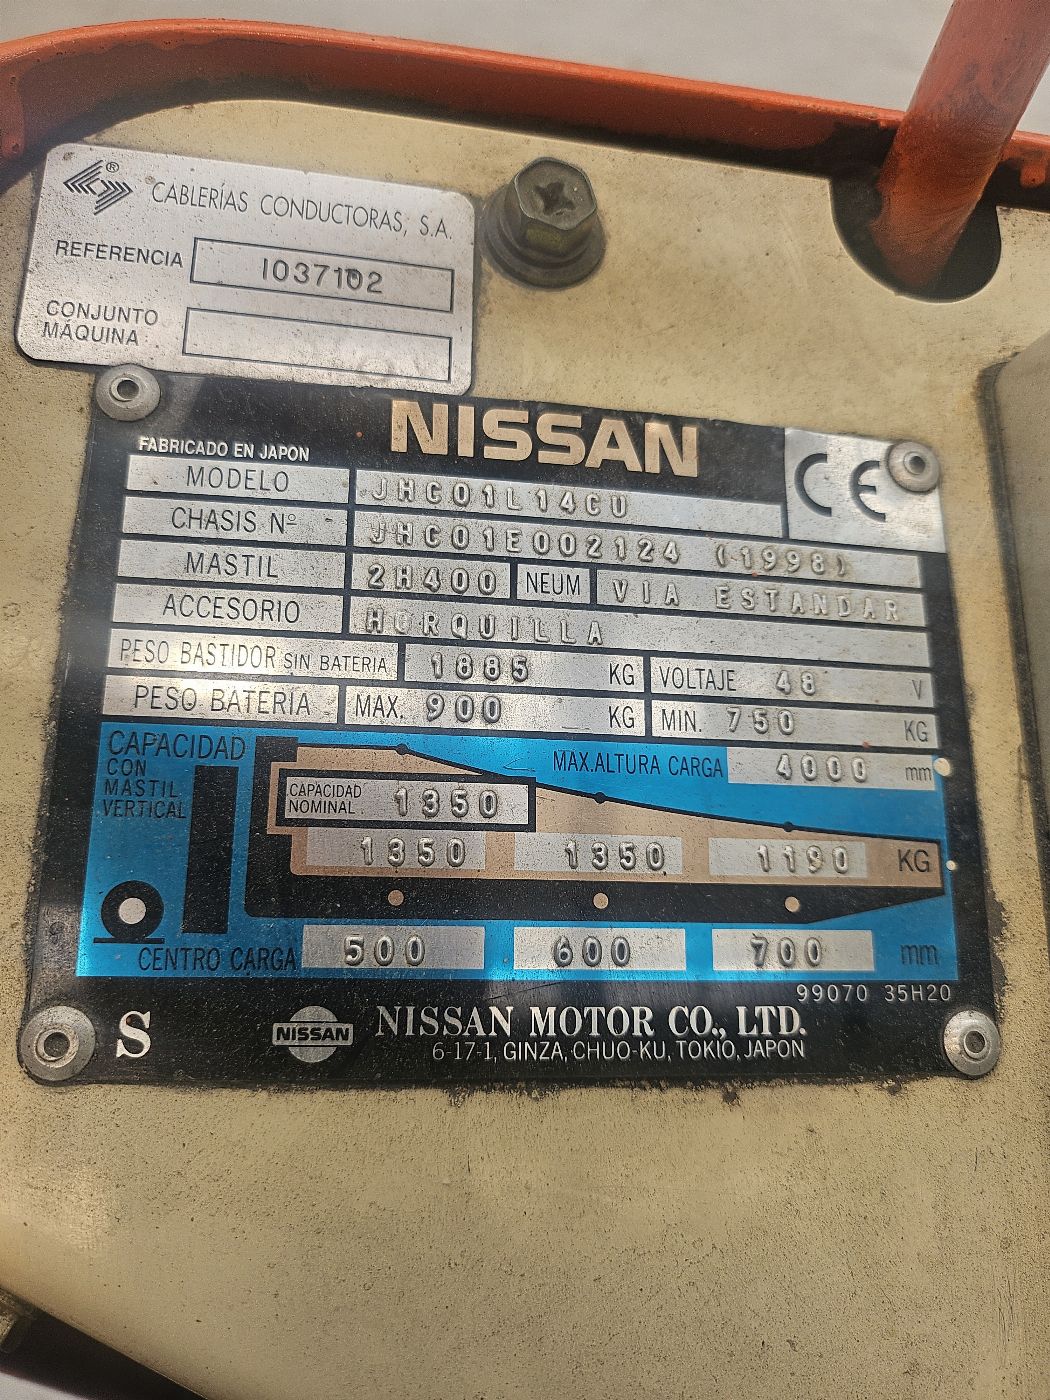 ® CABLERÍAS CONDUCTORAS, S.A.
REFERENCIA 1037102
CONJUNTO
MÁQUINA
NISSAN
FABRICADO EN JAPON
CE
MODELO JHC01L14CU
CHASIS Nº JHC01E002124 (1998)
MASTIL 2H400 NEUM VIA ESTANDAR
ACCESORIO HORQUILLA
PESO BASTIDOR SIN BATERIA 1885 KG VOLTAJE 48 V
PESO BATERÍA MAX. 900 KG MIN. 750 KG
CAPACIDAD
CON
MASTIL
VERTICAL
MAX.ALTURA CARGA 4000 mm
CAPACIDAD
NOMINAL 1350
1350 1350 1190 KG
CENTRO CARGA 500 600 700 mm
99070 35H20
S NISSAN NISSAN MOTOR CO., LTD.
6-17-1, GINZA, CHUO-KU, TOKIO, JAPON